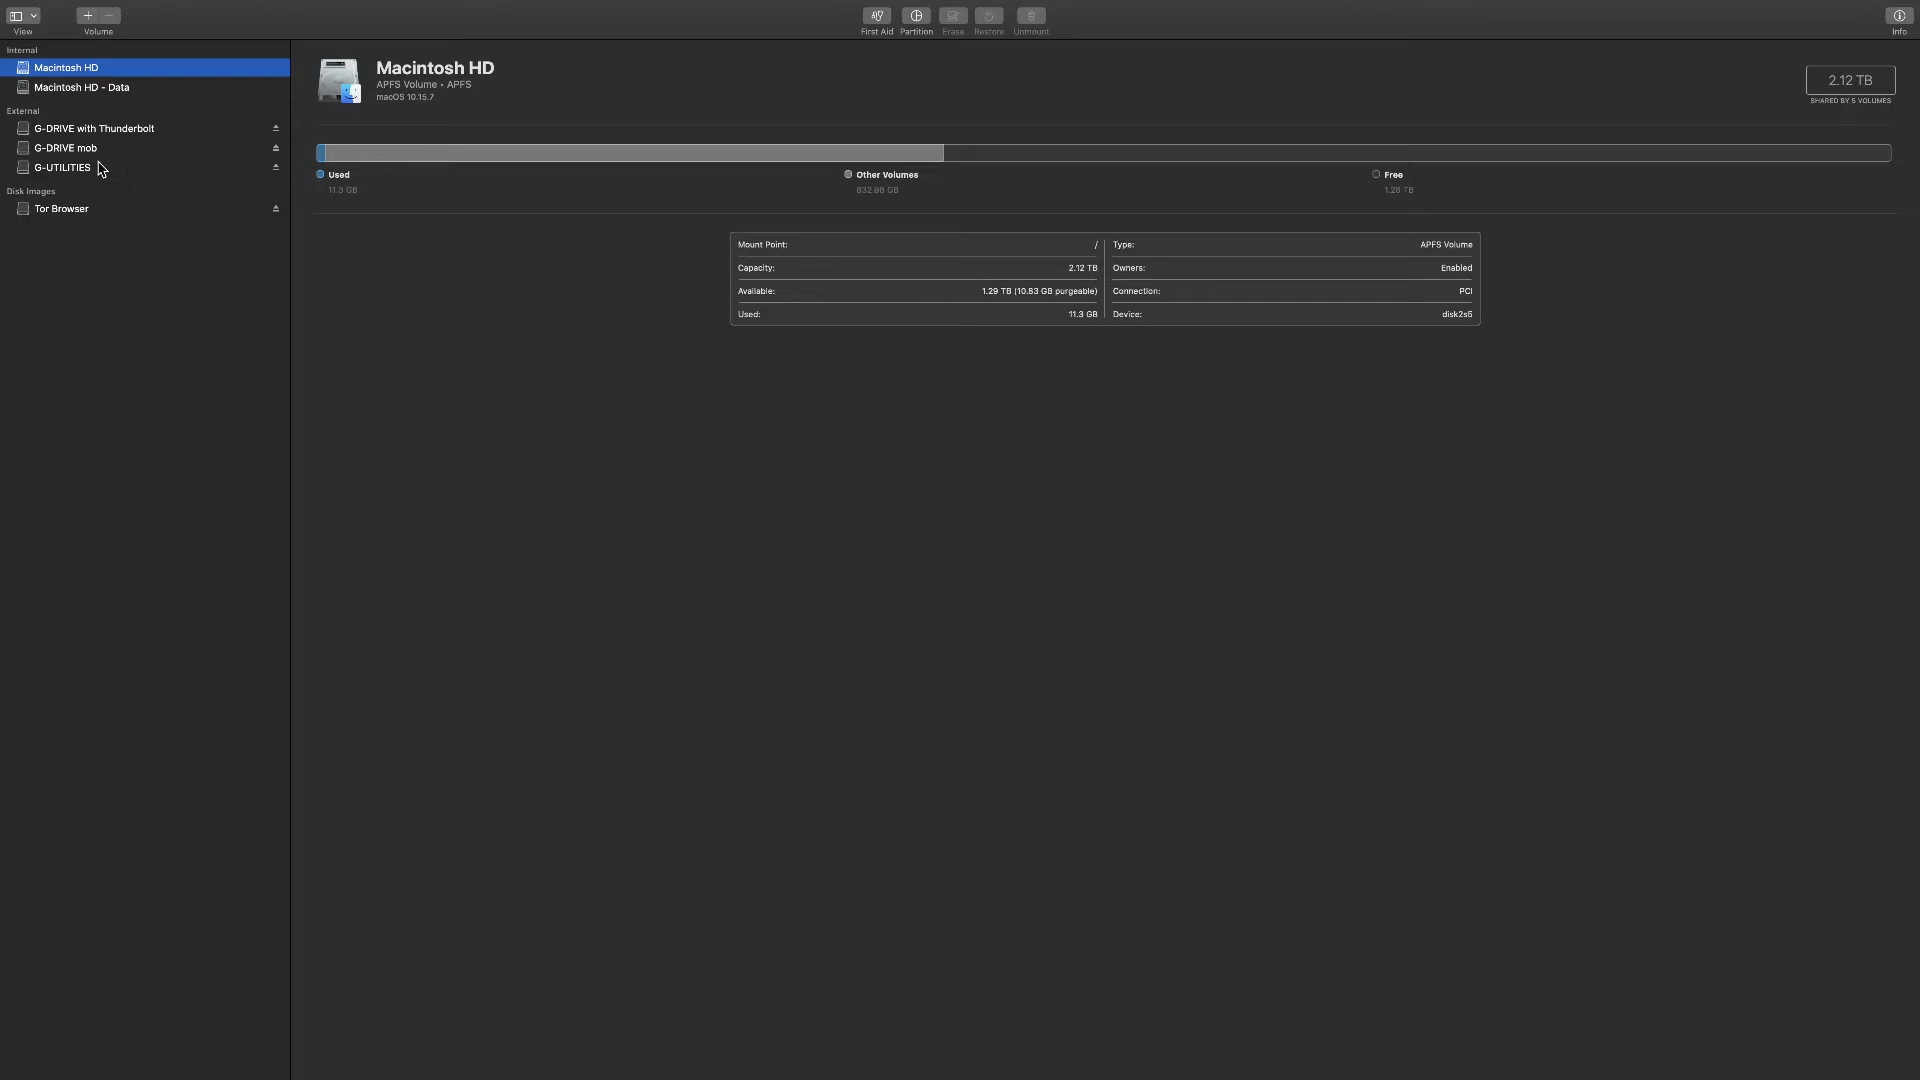 View
Volume
First Aid
Partition
Erase
Restore
Unmount
Info
Internal
Macintosh HD
Macintosh HD - Data
External
G-DRIVE with Thunderbolt
G-DRIVE mob
G-UTILITIES
Disk Images
Tor Browser
Macintosh HD
APFS Volume • APFS
macOS 10.15.7
2.12 TB
SHARED BY 5 VOLUMES
Used
11.3 GB
Other Volumes
832.98 GB
Free
1.28 TB
Mount Point: /
Capacity: 2.12 TB
Available: 1.29 TB (10.83 GB purgeable)
Used: 11.3 GB
Type: APFS Volume
Owners: Enabled
Connection: PCI
Device: disk2s5